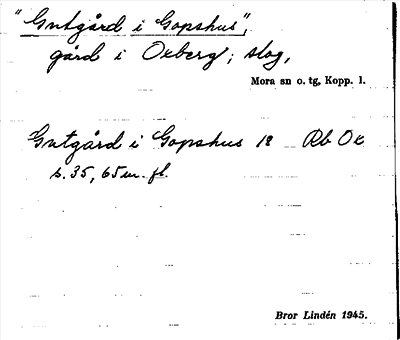 "Gutgård i Gopshus",
gård i Oxberg; slog,
Mora sn o. tg, Kopp. l.
Gutgård i Gopshus 18 Rb Ox
s. 35, 65 m. fl.
Bror Lindén 1945.